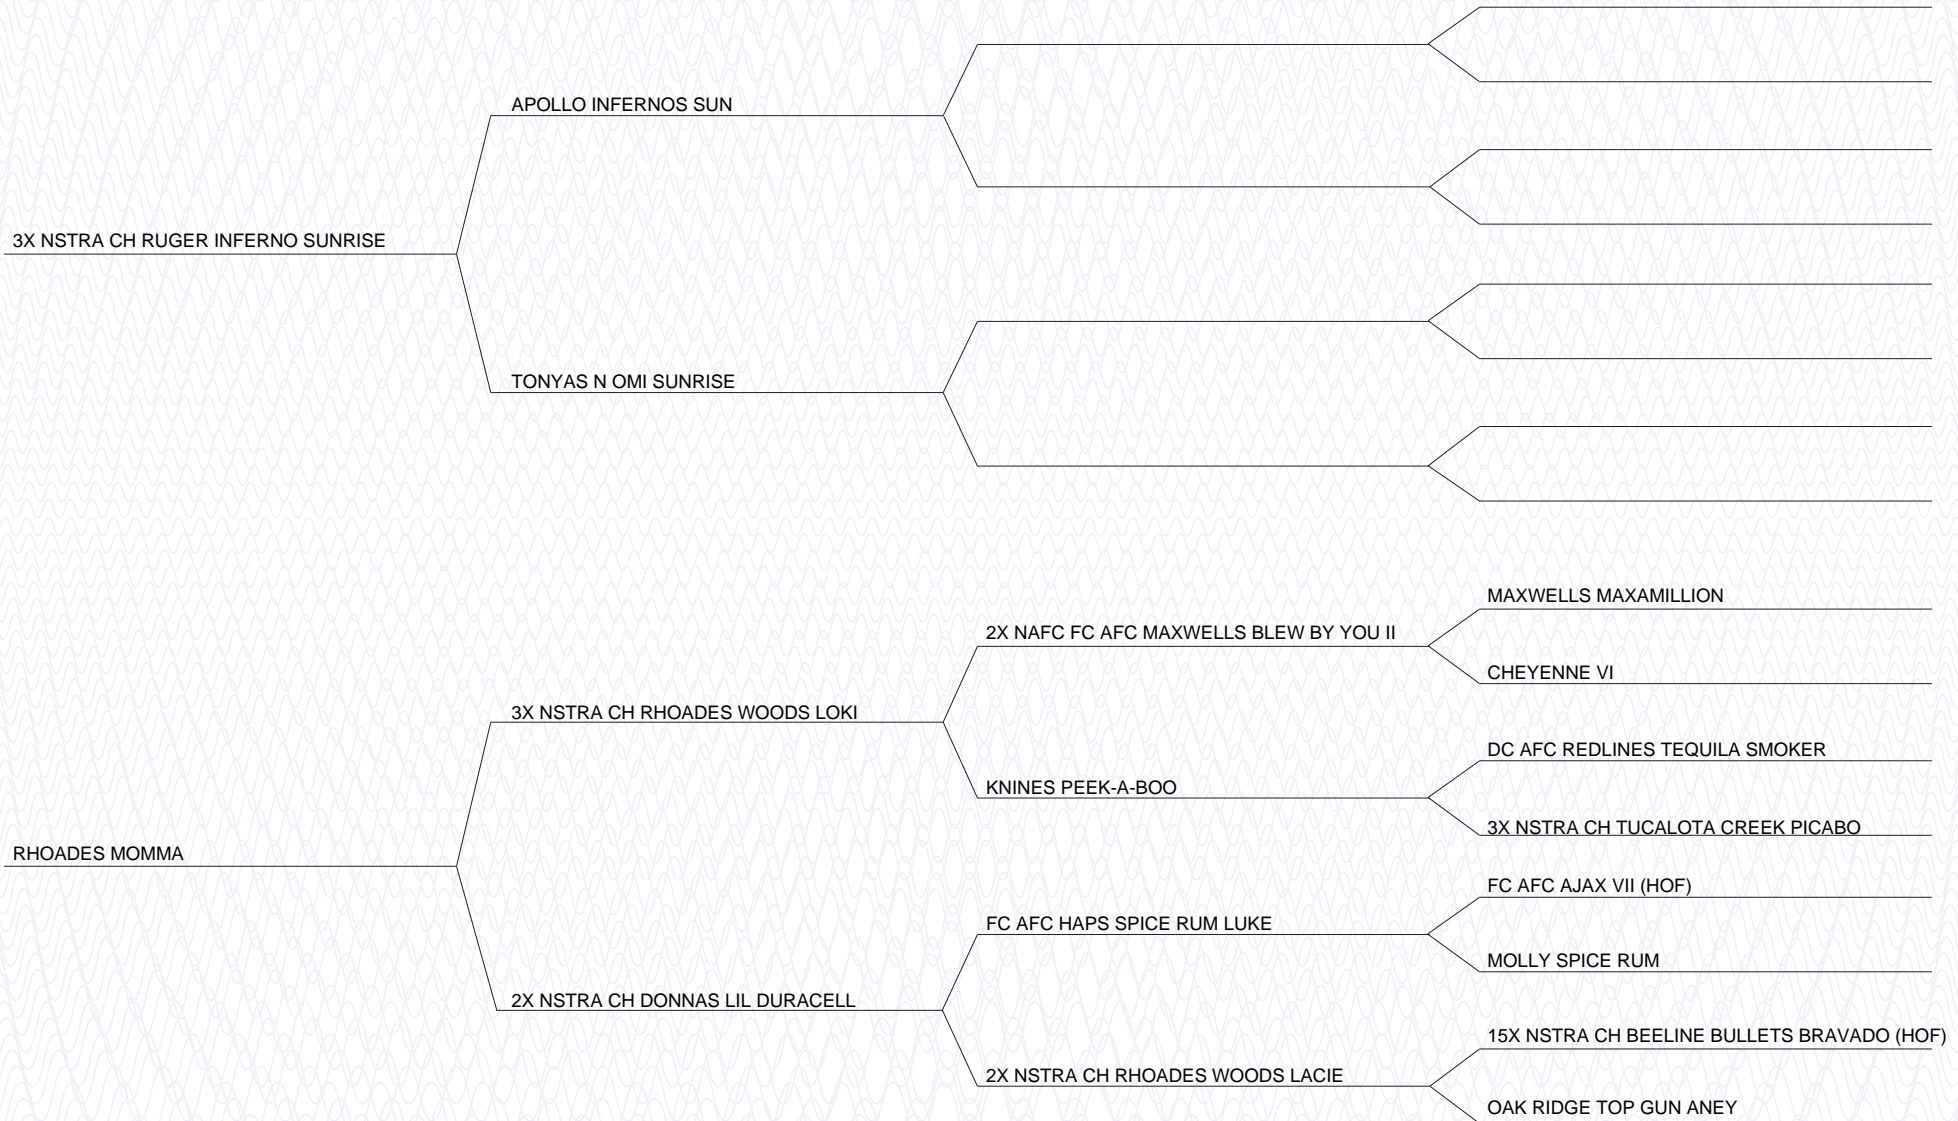 APOLLO INFERNOS SUN
3X NSTRA CH RUGER INFERNO SUNRISE
TONYAS N OMI SUNRISE
MAXWELLS MAXAMILLION
2X NAFC FC AFC MAXWELLS BLEW BY YOU II
CHEYENNE VI
3X NSTRA CH RHOADES WOODS LOKI
DC AFC REDLINES TEQUILA SMOKER
KNINES PEEK-A-BOO
3X NSTRA CH TUCALOTA CREEK PICABO
RHOADES MOMMA
FC AFC AJAX VII (HOF)
FC AFC HAPS SPICE RUM LUKE
MOLLY SPICE RUM
2X NSTRA CH DONNAS LIL DURACELL
15X NSTRA CH BEELINE BULLETS BRAVADO (HOF)
2X NSTRA CH RHOADES WOODS LACIE
OAK RIDGE TOP GUN ANEY